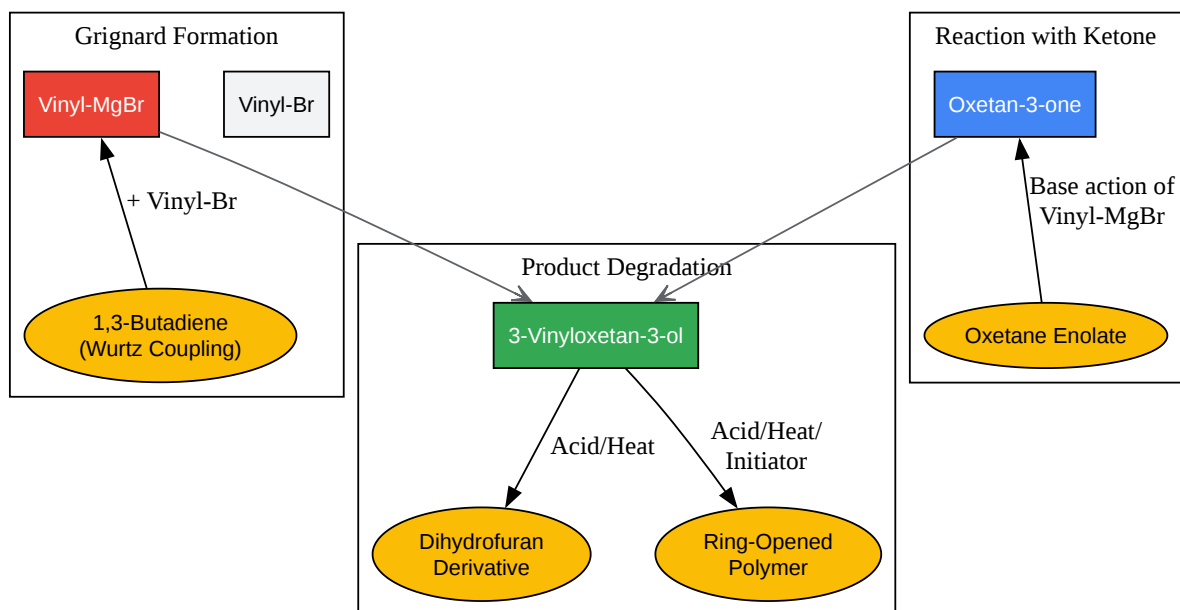 Grignard Formation
Vinyl-MgBr
Vinyl-Br
+ Vinyl-Br
1,3-Butadiene
(Wurtz Coupling)
Reaction with Ketone
Oxetan-3-one
Base action of
Vinyl-MgBr
Oxetane Enolate
Product Degradation
3-Vinyloxetan-3-ol
Acid/Heat
Acid/Heat/
Initiator
Dihydrofuran
Derivative
Ring-Opened
Polymer